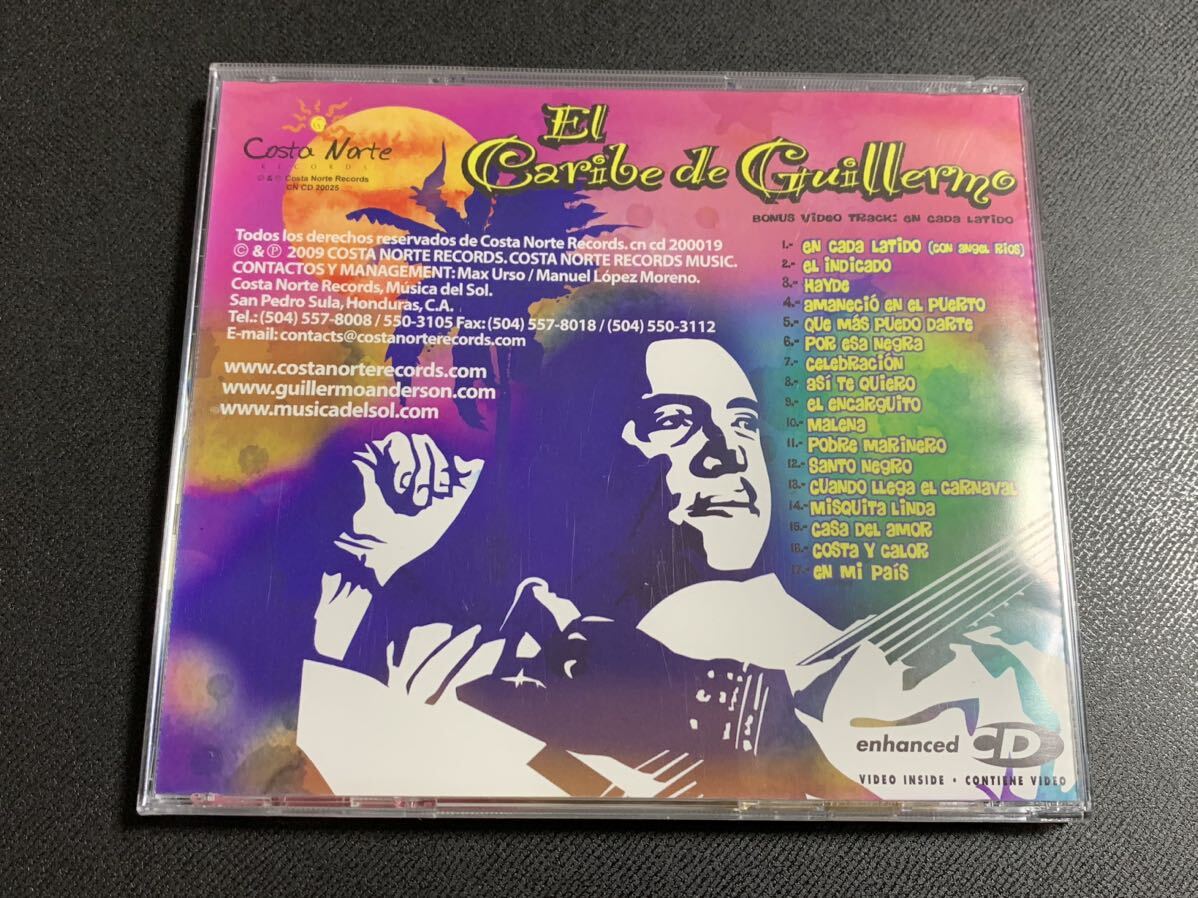 Costa Norte
RECORDS
© & ℗ Costa Norte Records
CN CD 20025
El
Caribe de Guillermo
BONUS VIDEO TRACK: EN CADA LATIDO
Todos los derechos reservados de Costa Norte Records. cn cd 200019
© & ℗ 2009 COSTA NORTE RECORDS. COSTA NORTE RECORDS MUSIC.
CONTACTOS Y MANAGEMENT: Max Urso / Manuel López Moreno.
Costa Norte Records, Música del Sol.
San Pedro Sula, Honduras, C.A.
Tel.: (504) 557-8008 / 550-3105 Fax: (504) 557-8018 / (504) 550-3112
E-mail: contacts@costanorterecords.com
www.costanorterecords.com
www.guillermoanderson.com
www.musicadelsol.com
1.- EN CADA LATIDO (CON ANGEL RIOS)
2.- EL INDICADO
3.- HAYDE
4.- AMANECIÓ EN EL PUERTO
5.- QUE MÁS PUEDO DARTE
6.- POR ESA NEGRA
7.- CELEBRACIÓN
8.- ASÍ TE QUIERO
9.- EL ENCARGUITO
10.- MALENA
11.- POBRE MARINERO
12.- SANTO NEGRO
13.- CUANDO LLEGA EL CARNAVAL
14.- MISQUITA LINDA
15.- CASA DEL AMOR
16.- COSTA Y CALOR
17.- EN MI PAÍS
enhanced CD
VIDEO INSIDE • CONTIENE VIDEO